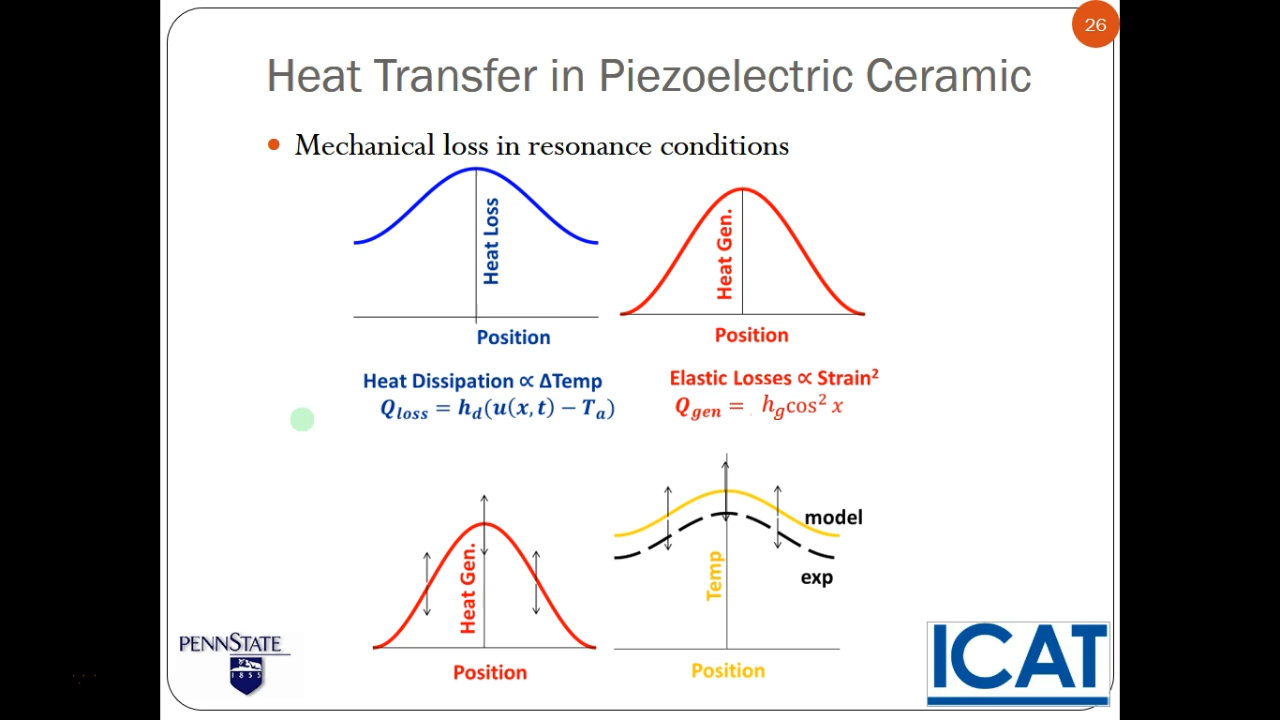 26
Heat Transfer in Piezoelectric Ceramic
• Mechanical loss in resonance conditions
Heat Loss
Position
Heat Gen.
Position
Heat Dissipation ∝ ΔTemp
Q_loss = h_d(u(x, t) − T_a)
Elastic Losses ∝ Strain²
Q_gen = h_g cos² x
Heat Gen.
Position
Temp
model
exp
Position
PENNSTATE
1855
ICAT